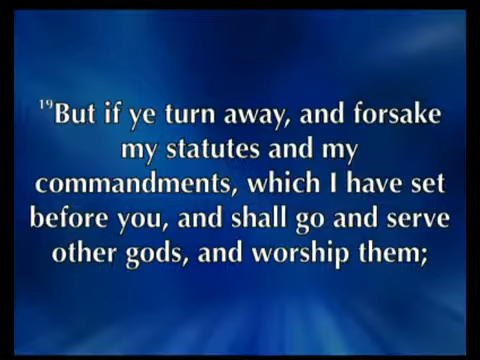 19But if ye turn away, and forsake
my statutes and my
commandments, which I have set
before you, and shall go and serve
other gods, and worship them;